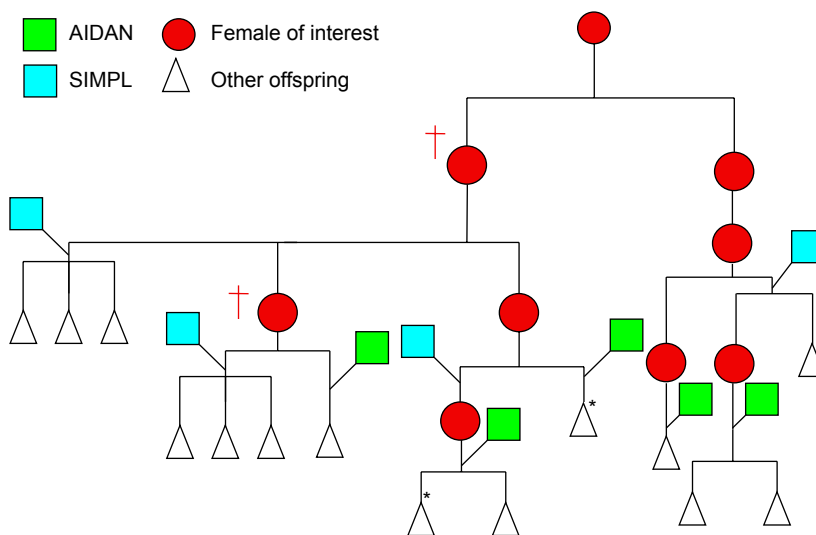 AIDAN
Female of interest
SIMPL
Other offspring
*
*